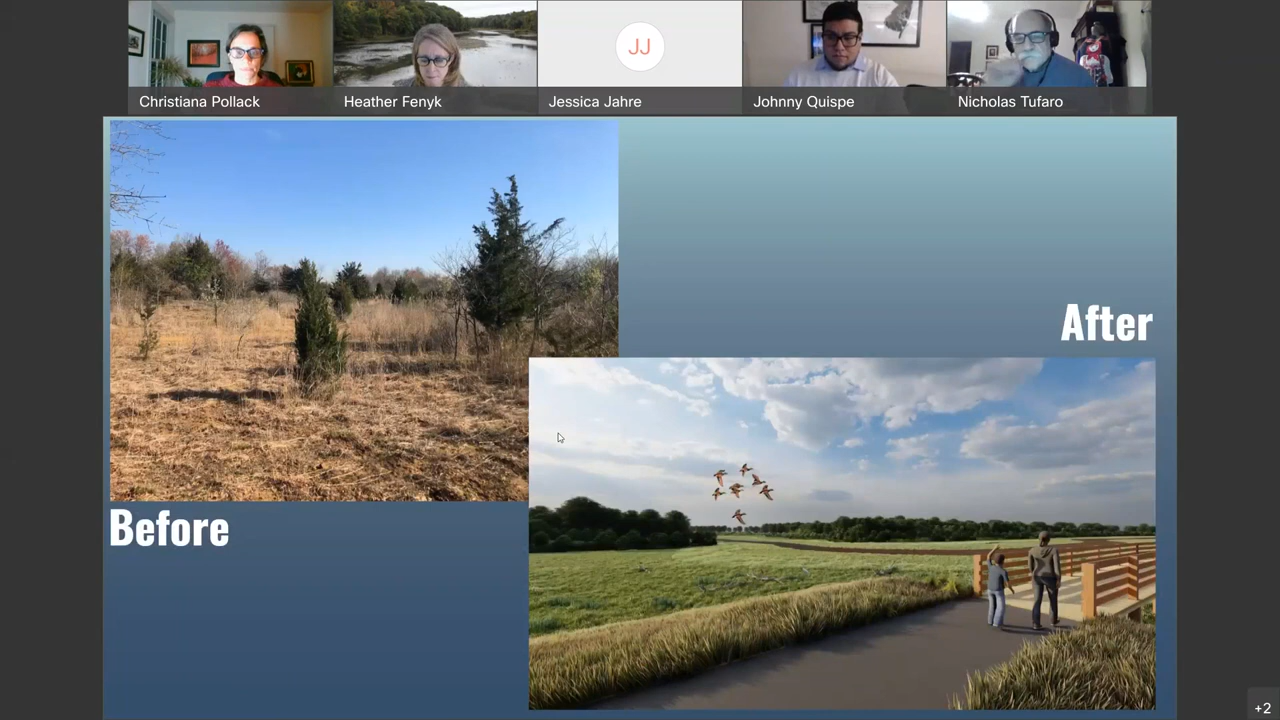 JJ
Christiana Pollack
Heather Fenyk
Jessica Jahre
Johnny Quispe
Nicholas Tufaro
After
Before
+2